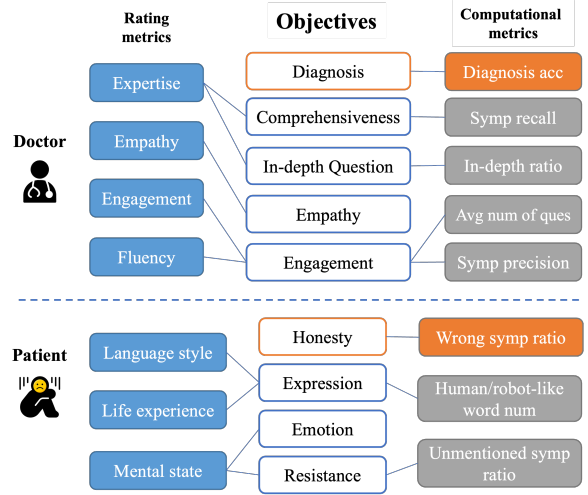 Rating
metrics
Objectives
Computational
metrics
Doctor
Expertise
Empathy
Engagement
Fluency
Diagnosis
Comprehensiveness
In-depth Question
Empathy
Engagement
Diagnosis acc
Symp recall
In-depth ratio
Avg num of ques
Symp precision
Patient
Language style
Life experience
Mental state
Honesty
Expression
Emotion
Resistance
Wrong symp ratio
Human/robot-like
word num
Unmentioned symp
ratio